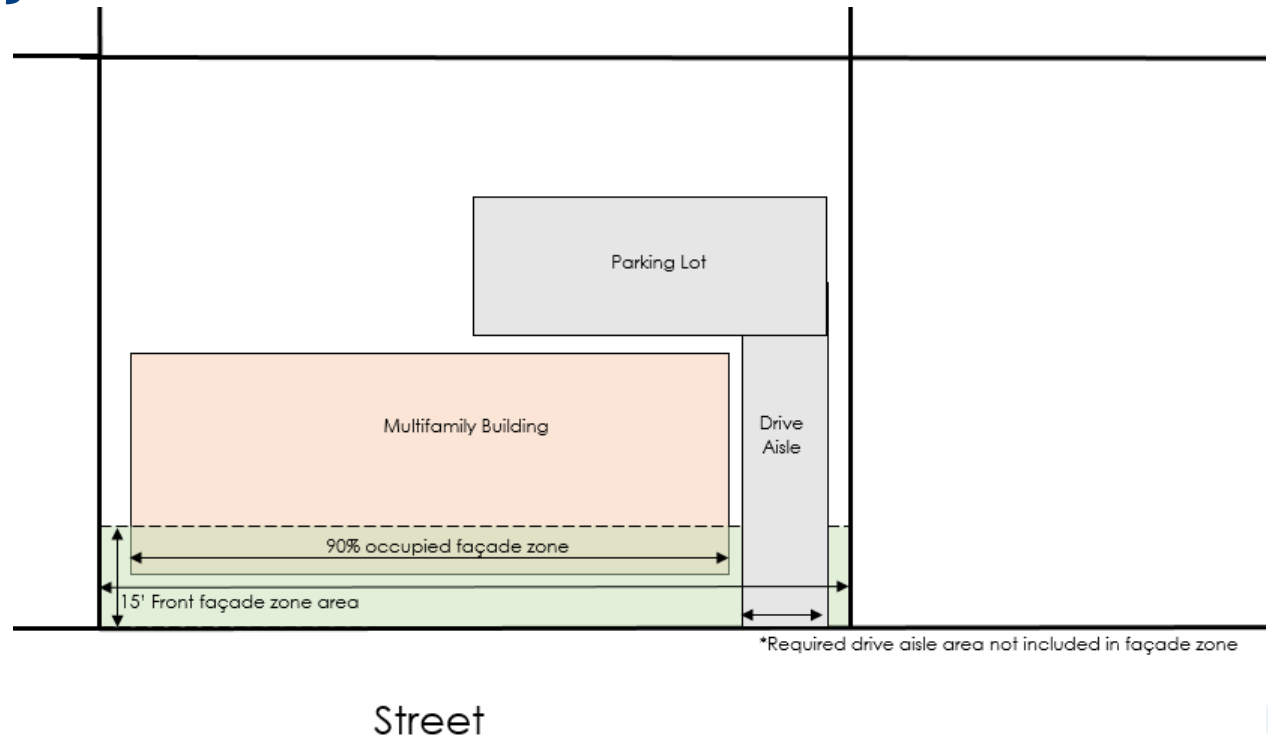 Parking Lot
Multifamily Building
Drive
Aisle
90% occupied façade zone
15' Front façade zone area
*Required drive aisle area not included in façade zone
Street